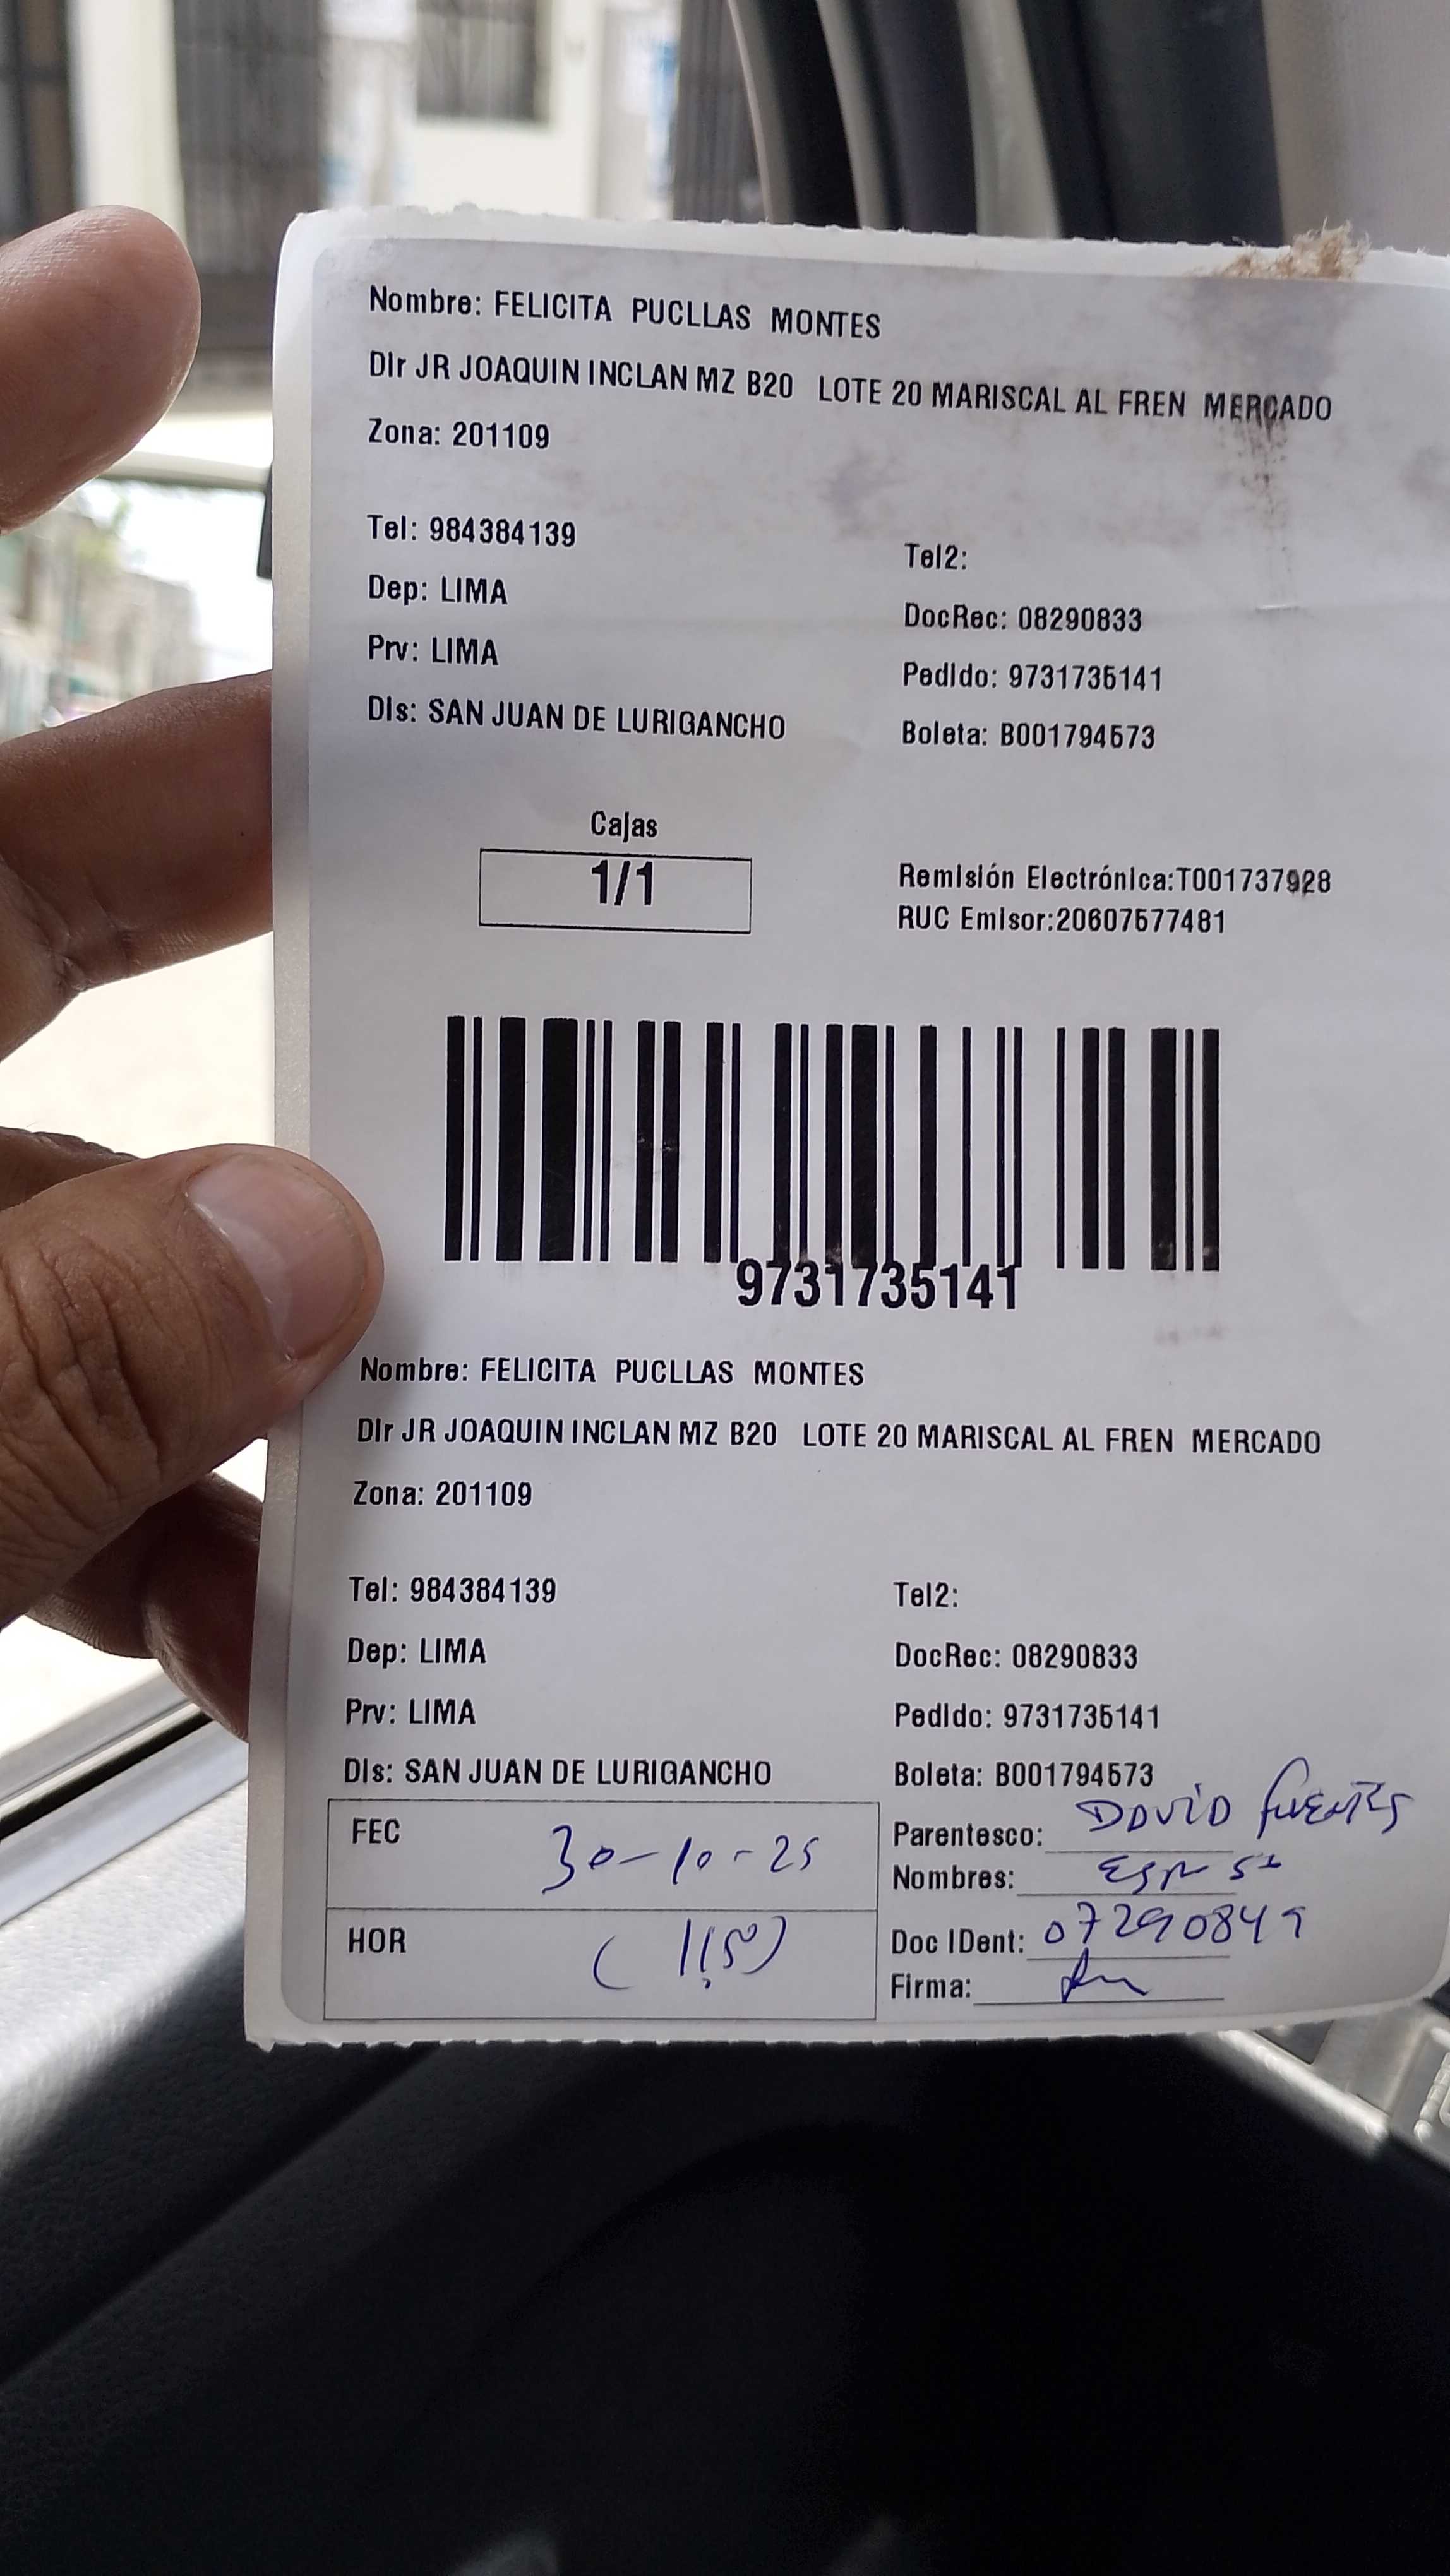 Nombre: FELICITA PUCLLAS MONTES
Dir JR JOAQUIN INCLAN MZ B20 LOTE 20 MARISCAL AL FREN MERCADO
Zona: 201109
Tel: 984384139
Tel2:
Dep: LIMA
DocRec: 08290833
Prv: LIMA
Pedido: 9731735141
Dis: SAN JUAN DE LURIGANCHO
Boleta: B001794573
Cajas
1/1
Remisión Electrónica:T001737928
RUC Emisor:20607577481
9731735141
Nombre: FELICITA PUCLLAS MONTES
Dir JR JOAQUIN INCLAN MZ B20 LOTE 20 MARISCAL AL FREN MERCADO
Zona: 201109
Tel: 984384139
Tel2:
Dep: LIMA
DocRec: 08290833
Prv: LIMA
Pedido: 9731735141
Dis: SAN JUAN DE LURIGANCHO
Boleta: B001794573
FEC 30-10-25
Parentesco: DAVID FUENTES
Nombres:
HOR
Doc IDent: 07290849
Firma: